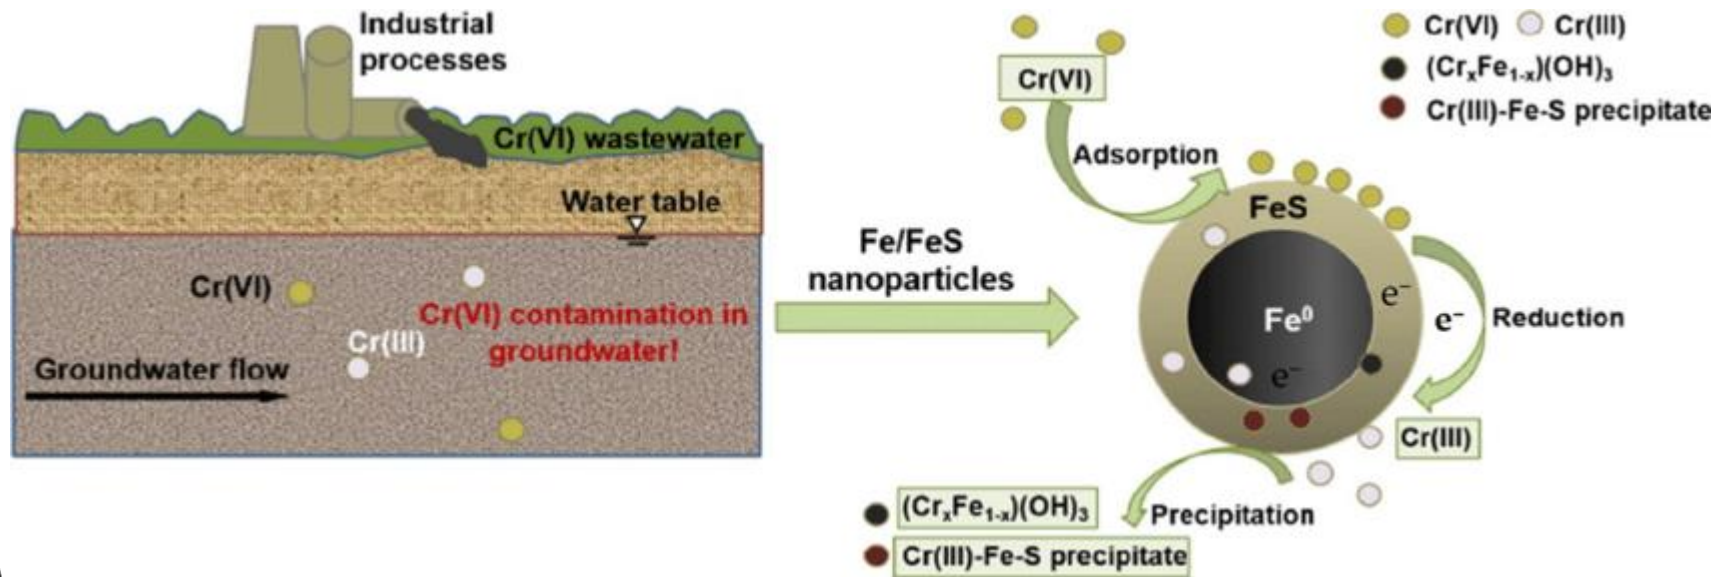 Industrial
processes
Cr(VI) wastewater
Water table
Cr(VI)
Cr(VI) contamination in
groundwater!
Cr(III)
Groundwater flow
Fe/FeS
nanoparticles
Cr(VI) Cr(III)
(CrₓFe₁₋ₓ)(OH)₃
Cr(III)-Fe-S precipitate
Cr(VI)
Adsorption
FeS
Fe⁰
e⁻
e⁻
e⁻
Reduction
Cr(III)
Precipitation
(CrₓFe₁₋ₓ)(OH)₃
Cr(III)-Fe-S precipitate